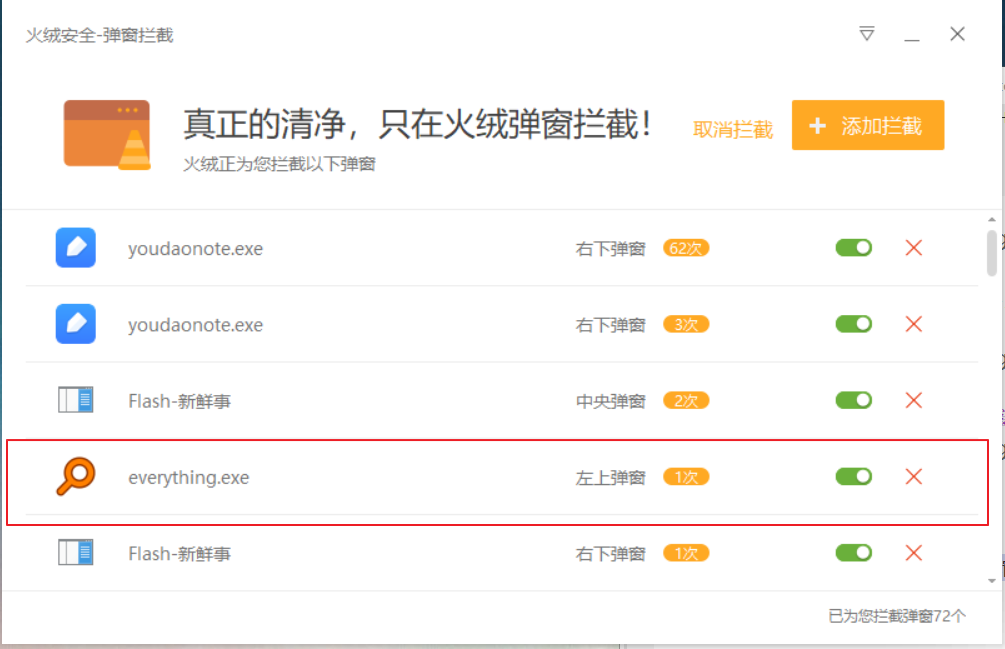 火绒安全-弹窗拦截
真正的清净，只在火绒弹窗拦截！
取消拦截
添加拦截
火绒正为您拦截以下弹窗
youdaonote.exe 右下弹窗 62次
youdaonote.exe 右下弹窗 3次
Flash-新鮮事 中央弹窗 2次
everything.exe 左上弹窗 1次
Flash-新鮮事 右下弹窗 1次
已为您拦截弹窗72个